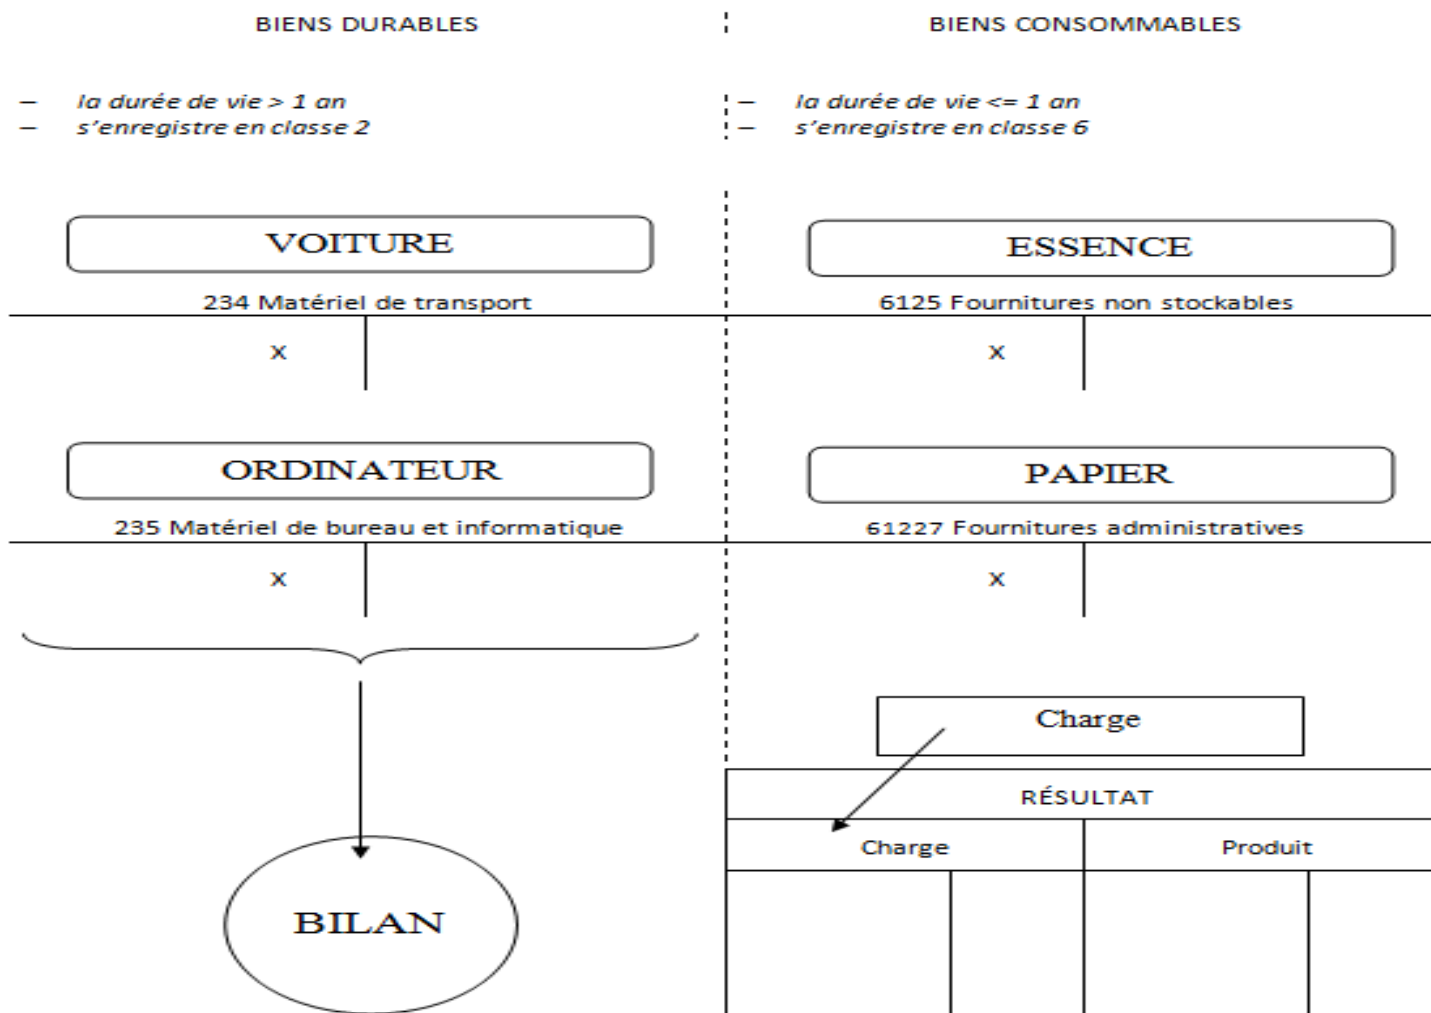 BIENS DURABLES
– la durée de vie > 1 an
– s’enregistre en classe 2
VOITURE
234 Matériel de transport
X
ORDINATEUR
235 Matériel de bureau et informatique
X
BILAN
BIENS CONSOMMABLES
– la durée de vie <= 1 an
– s’enregistre en classe 6
ESSENCE
6125 Fournitures non stockables
X
PAPIER
61227 Fournitures administratives
X
Charge
RÉSULTAT
Charge Produit